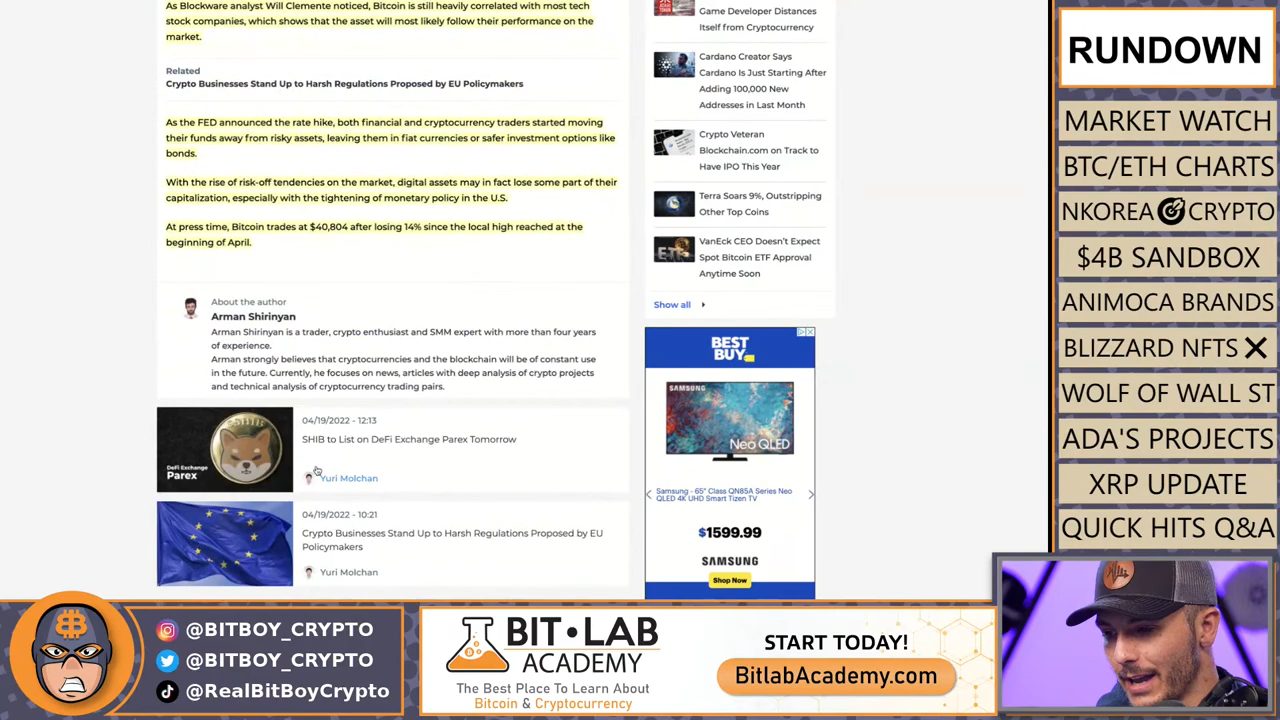 As Blockware analyst Will Clemente noticed, Bitcoin is still heavily correlated with most tech
stock companies, which shows that the asset will most likely follow their performance on the
market.
Related
Crypto Businesses Stand Up to Harsh Regulations Proposed by EU Policymakers
As the FED announced the rate hike, both financial and cryptocurrency traders started moving
their funds away from risky assets, leaving them in fiat currencies or safer investment options like
bonds.
With the rise of risk-off tendencies on the market, digital assets may in fact lose some part of their
capitalization, especially with the tightening of monetary policy in the U.S.
At press time, Bitcoin trades at $40,804 after losing 14% since the local high reached at the
beginning of April.
About the author
Arman Shirinyan
Arman Shirinyan is a trader, crypto enthusiast and SMM expert with more than four years
of experience.
Arman strongly believes that cryptocurrencies and the blockchain will be of constant use
in the future. Currently, he focuses on news, articles with deep analysis of crypto projects
and technical analysis of cryptocurrency trading pairs.
DeFi Exchange
Parex
04/19/2022 - 12:13
SHIB to List on DeFi Exchange Parex Tomorrow
Yuri Molchan
04/19/2022 - 10:21
Crypto Businesses Stand Up to Harsh Regulations Proposed by EU
Policymakers
Yuri Molchan
Game Developer Distances
Itself from Cryptocurrency
Cardano Creator Says
Cardano Is Just Starting After
Adding 100,000 New
Addresses in Last Month
Crypto Veteran
Blockchain.com on Track to
Have IPO This Year
Terra Soars 9%, Outstripping
Other Top Coins
ETF
VanEck CEO Doesn't Expect
Spot Bitcoin ETF Approval
Anytime Soon
Show all
BEST
BUY
Neo QLED
Samsung - 65" Class QN85A Series Neo
QLED 4K UHD Smart Tizen TV
$1599.99
SAMSUNG
Shop Now
RUNDOWN
MARKET WATCH
BTC/ETH CHARTS
NKOREA CRYPTO
$4B SANDBOX
ANIMOCA BRANDS
BLIZZARD NFTS
WOLF OF WALL ST
ADA'S PROJECTS
XRP UPDATE
QUICK HITS Q&A
@BITBOY_CRYPTO
@BITBOY_CRYPTO
@RealBitBoyCrypto
BIT•LAB
ACADEMY
The Best Place To Learn About
Bitcoin & Cryptocurrency
START TODAY!
BitlabAcademy.com